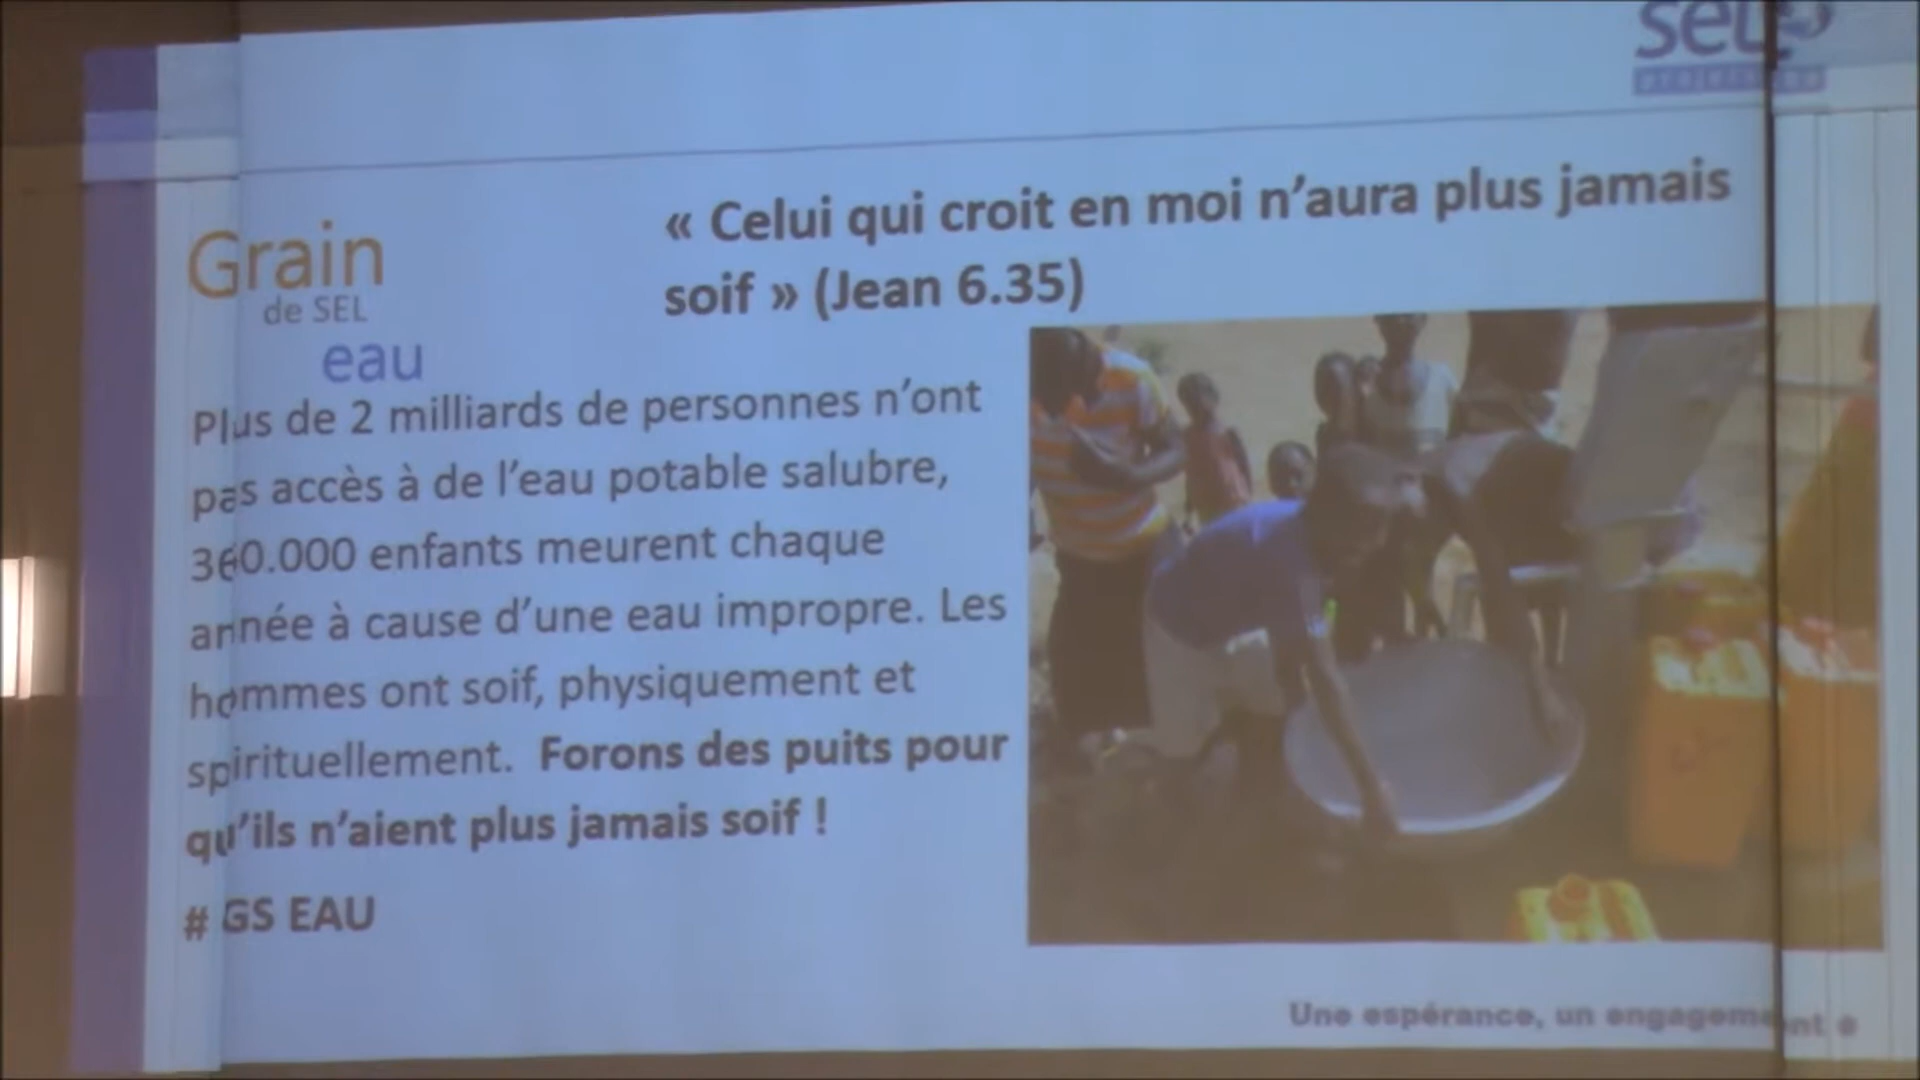 SEL
« Celui qui croit en moi n’aura plus jamais
soif » (Jean 6.35)
Grain
de SEL
eau
Plus de 2 milliards de personnes n’ont
pas accès à de l’eau potable salubre,
360.000 enfants meurent chaque
année à cause d’une eau impropre. Les
hommes ont soif, physiquement et
spirituellement. Forons des puits pour
qu’ils n’aient plus jamais soif !
# GS EAU
Une espérance, un engagement